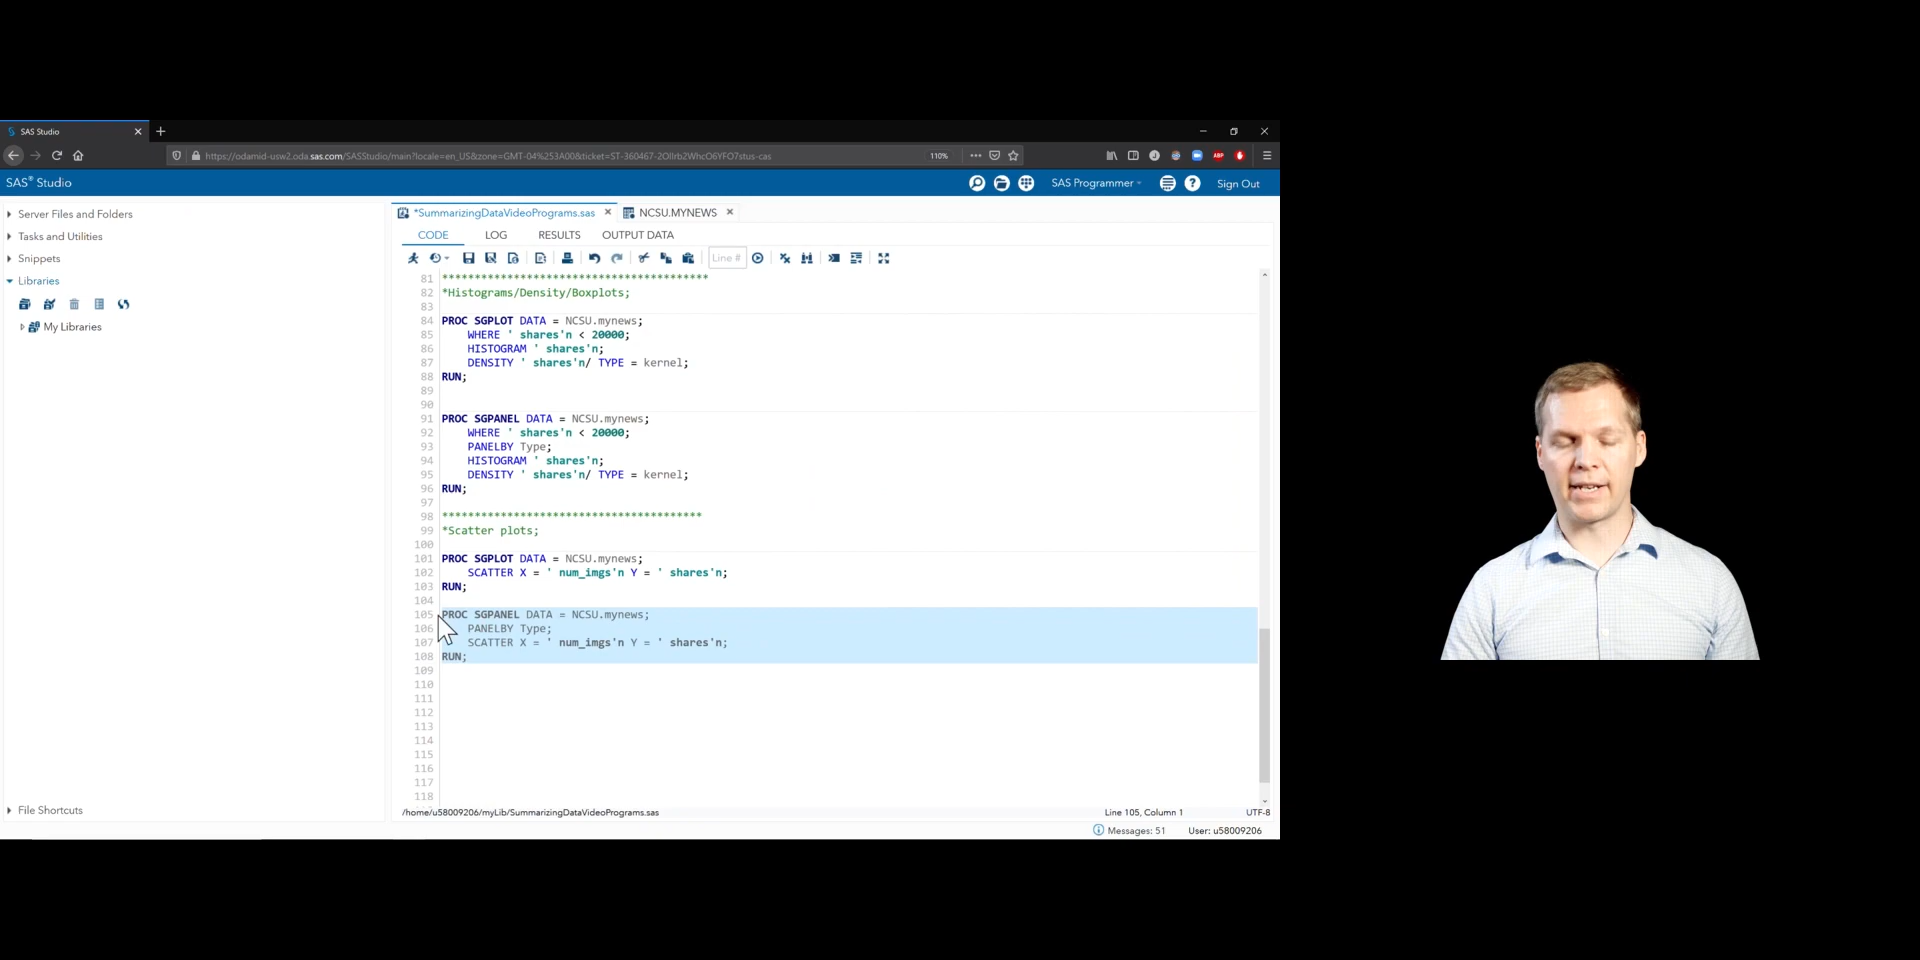 SAS Studio
https://odamid-usw2.oda.sas.com/SASStudio/main?locale=en_US&zone=GMT-04%253A00&ticket=ST-360467-2OIlrb2WhcO6YFO7stus-cas
110%
ABP
SAS® Studio
SAS Programmer
Sign Out
Server Files and Folders
Tasks and Utilities
Snippets
Libraries
My Libraries
File Shortcuts
*SummarizingDataVideoPrograms.sas
NCSU.MYNEWS
CODE LOG RESULTS OUTPUT DATA
Line #
81 *****************************************
82 *Histograms/Density/Boxplots;
83
84 PROC SGPLOT DATA = NCSU.mynews;
85 WHERE ' shares'n < 20000;
86 HISTOGRAM ' shares'n;
87 DENSITY ' shares'n/ TYPE = kernel;
88 RUN;
89
90
91 PROC SGPANEL DATA = NCSU.mynews;
92 WHERE ' shares'n < 20000;
93 PANELBY Type;
94 HISTOGRAM ' shares'n;
95 DENSITY ' shares'n/ TYPE = kernel;
96 RUN;
97
98 ****************************************
99 *Scatter plots;
100
101 PROC SGPLOT DATA = NCSU.mynews;
102 SCATTER X = ' num_imgs'n Y = ' shares'n;
103 RUN;
104
105 PROC SGPANEL DATA = NCSU.mynews;
106 PANELBY Type;
107 SCATTER X = ' num_imgs'n Y = ' shares'n;
108 RUN;
109
110
111
112
113
114
115
116
117
118
/home/u58009206/myLib/SummarizingDataVideoPrograms.sas
Line 105, Column 1
UTF-8
Messages: 51
User: u58009206